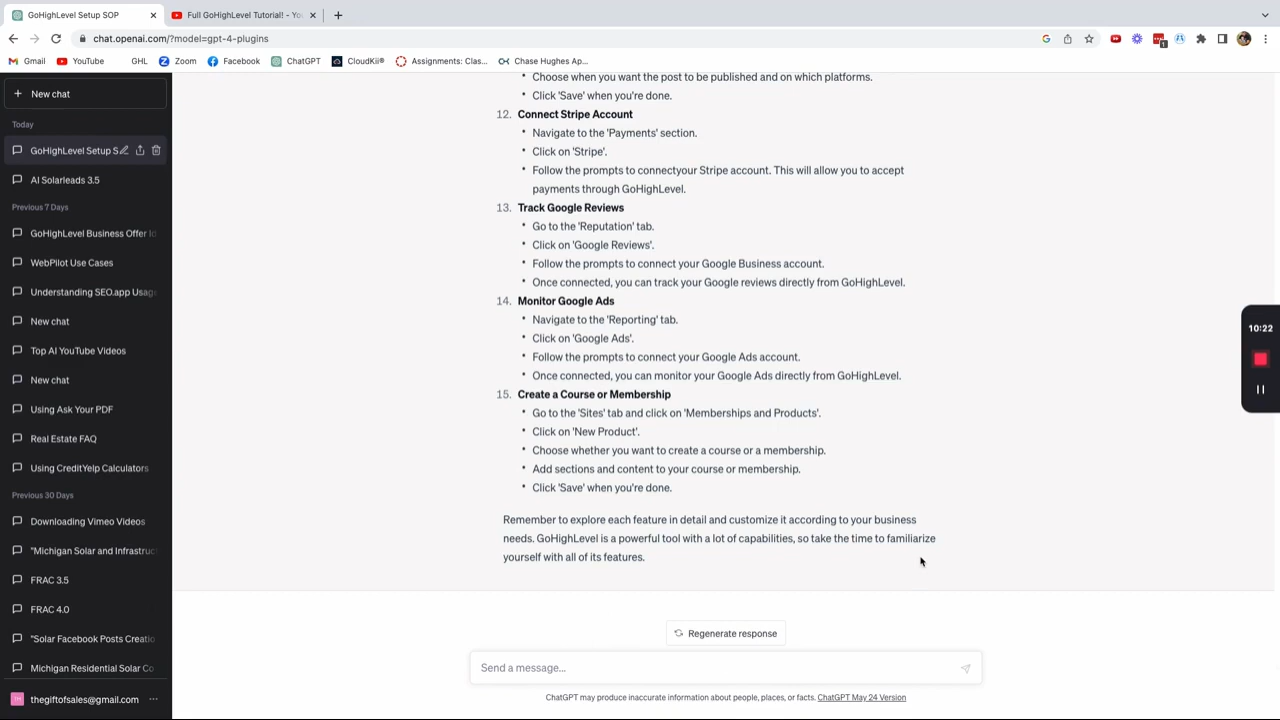 GoHighLevel Setup SOP
Full GoHighLevel Tutorial! - Yo
chat.openai.com/?model=gpt-4-plugins
1
Gmail
YouTube
GHL
Zoom
Facebook
ChatGPT
CloudKii®
Assignments: Clas...
Chase Hughes Ap...
New chat
Today
GoHighLevel Setup S
AI Solarleads 3.5
Previous 7 Days
GoHighLevel Business Offer Id
WebPilot Use Cases
Understanding SEO.app Usage
New chat
Top AI YouTube Videos
New chat
Using Ask Your PDF
Real Estate FAQ
Using CreditYelp Calculators
Previous 30 Days
Downloading Vimeo Videos
"Michigan Solar and Infrastruc
FRAC 3.5
FRAC 4.0
"Solar Facebook Posts Creatio
Michigan Residential Solar Co
thegiftofsales@gmail.com
Choose when you want the post to be published and on which platforms.
Click 'Save' when you're done.
12. Connect Stripe Account
Navigate to the 'Payments' section.
Click on 'Stripe'.
Follow the prompts to connectyour Stripe account. This will allow you to accept
payments through GoHighLevel.
13. Track Google Reviews
Go to the 'Reputation' tab.
Click on 'Google Reviews'.
Follow the prompts to connect your Google Business account.
Once connected, you can track your Google reviews directly from GoHighLevel.
14. Monitor Google Ads
Navigate to the 'Reporting' tab.
Click on 'Google Ads'.
Follow the prompts to connect your Google Ads account.
Once connected, you can monitor your Google Ads directly from GoHighLevel.
15. Create a Course or Membership
Go to the 'Sites' tab and click on 'Memberships and Products'.
Click on 'New Product'.
Choose whether you want to create a course or a membership.
Add sections and content to your course or membership.
Click 'Save' when you're done.
Remember to explore each feature in detail and customize it according to your business
needs. GoHighLevel is a powerful tool with a lot of capabilities, so take the time to familiarize
yourself with all of its features.
Regenerate response
Send a message...
ChatGPT may produce inaccurate information about people, places, or facts. ChatGPT May 24 Version
10:22